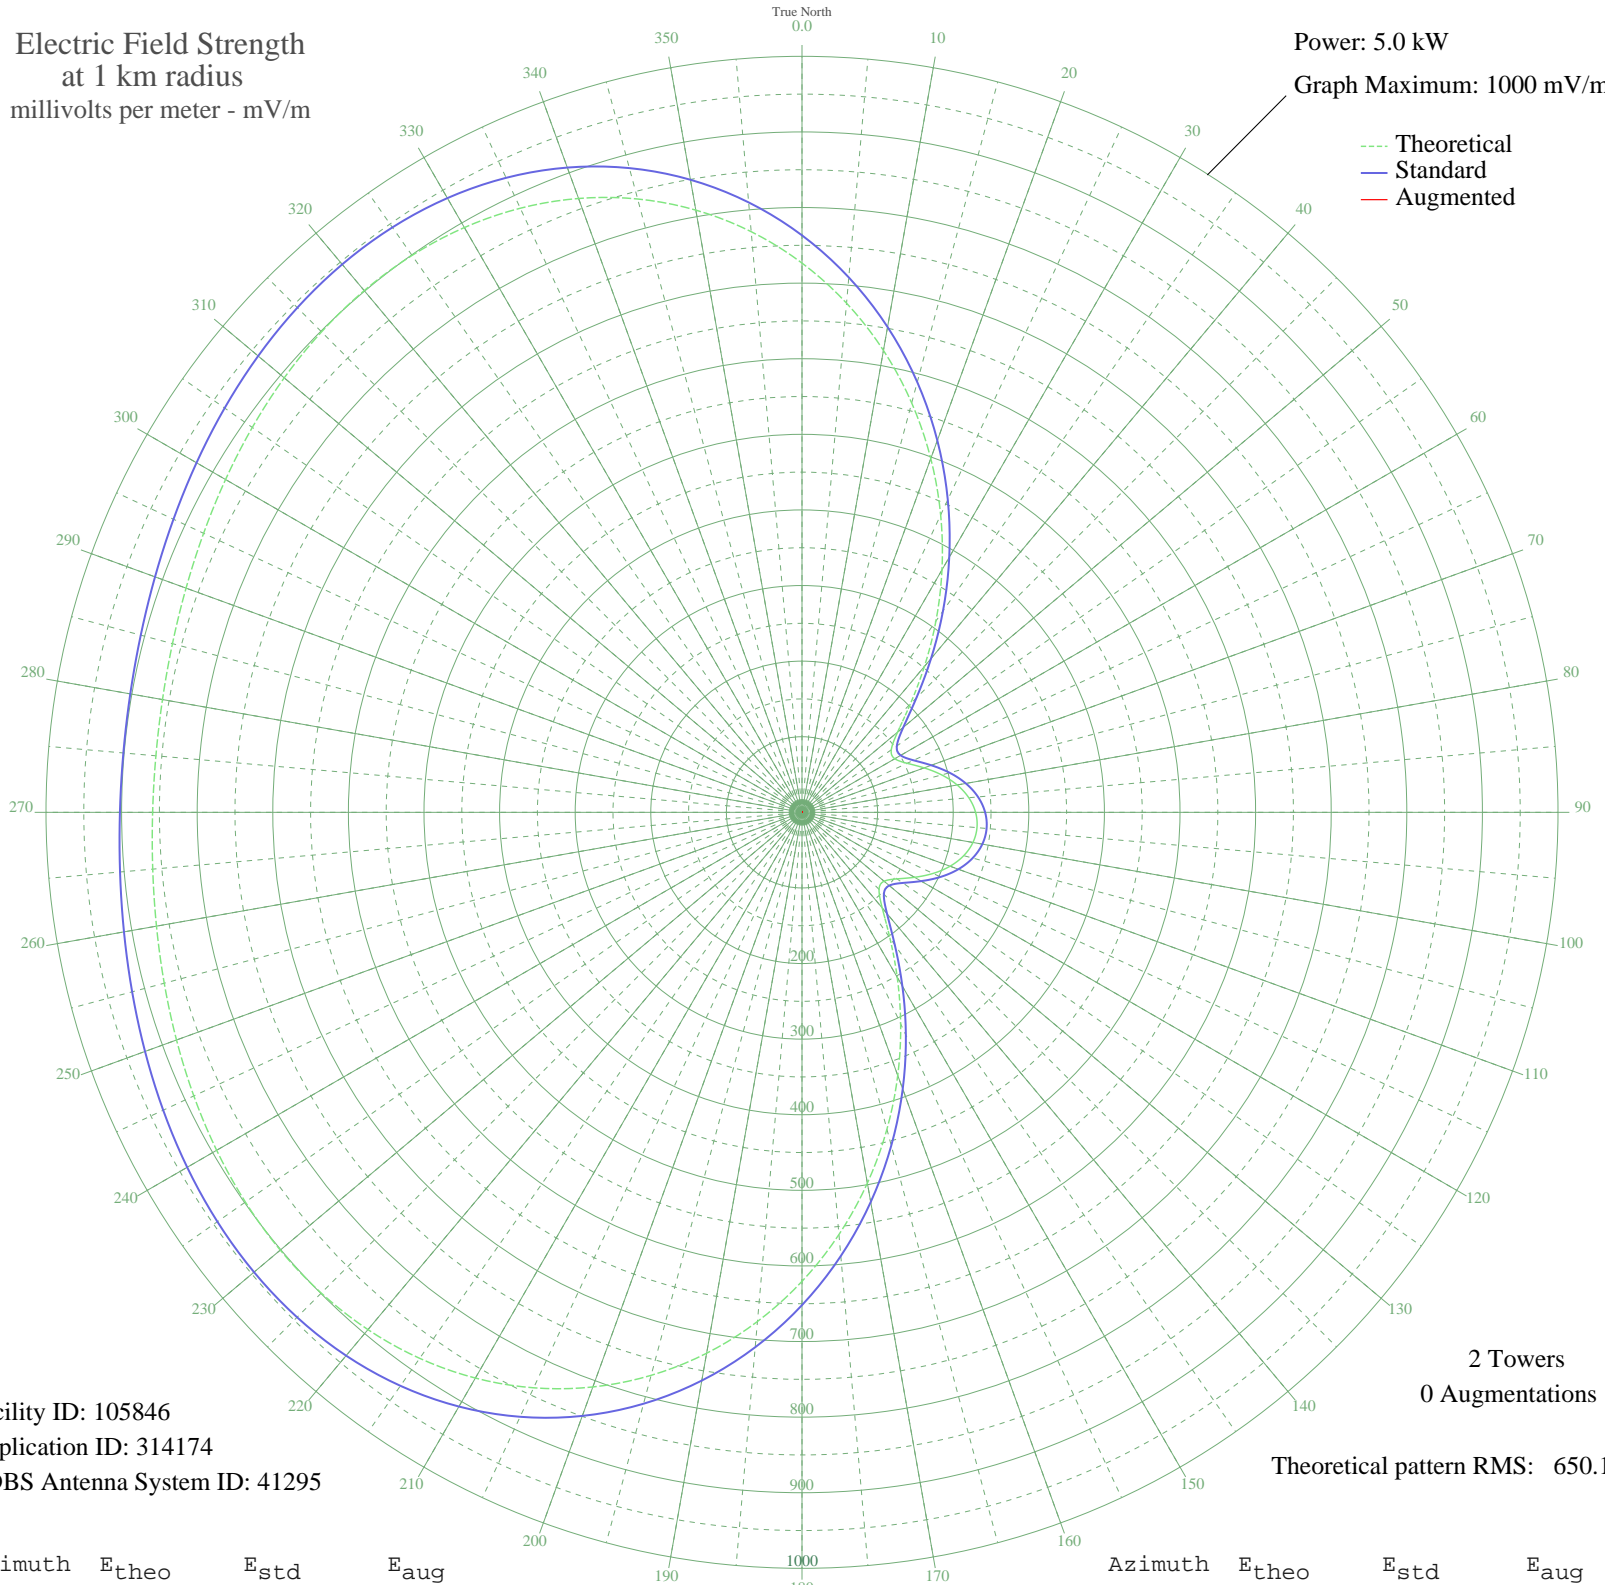 True North
0.0
Electric Field Strength
at 1 km radius
millivolts per meter - mV/m
Power: 5.0 kW
Graph Maximum: 1000 mV/m
Theoretical
Standard
Augmented
10
20
30
40
50
60
70
80
90
100
110
120
130
140
150
160
170
190
200
210
220
230
240
250
260
270
280
290
300
310
320
330
340
350
200
300
400
500
600
700
800
900
1000
2 Towers
0 Augmentations
Theoretical pattern RMS: 650.1
cility ID: 105846
plication ID: 314174
DBS Antenna System ID: 41295
imuth Etheo Estd Eaug
Azimuth Etheo Estd Eaug